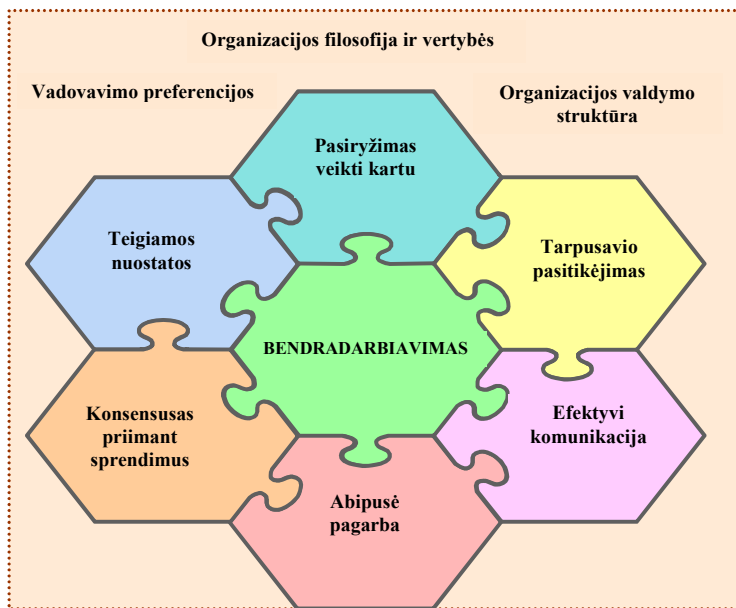 Organizacijos filosofija ir vertybės
Vadovavimo preferencijos
Organizacijos valdymo
struktūra
Pasiryžimas
veikti kartu
Teigiamos
nuostatos
Tarpusavio
pasitikėjimas
BENDRADARBIAVIMAS
Konsensusas
priimant
sprendimus
Efektyvi
komunikacija
Abipusė
pagarba